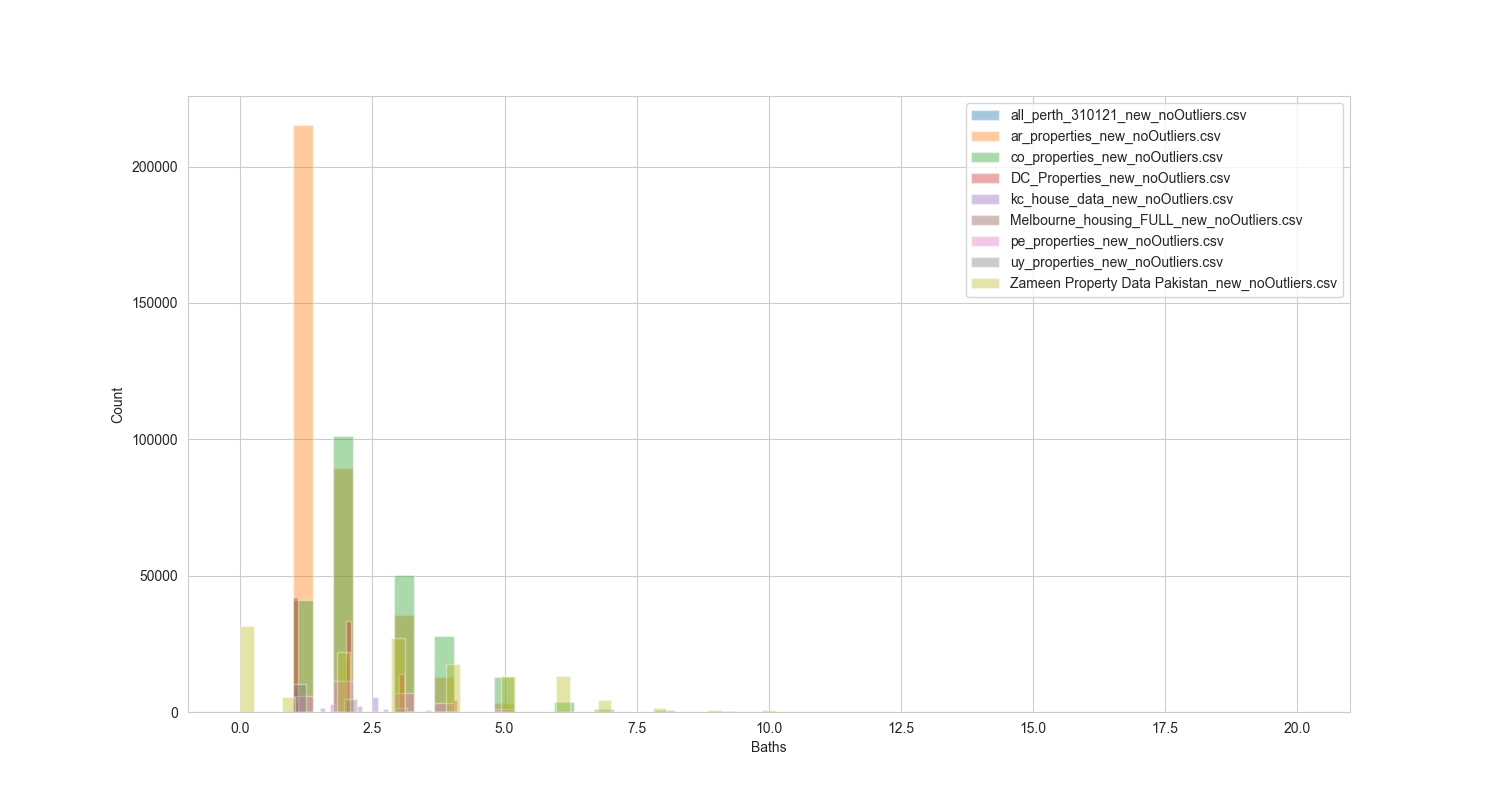 all_perth_310121_new_noOutliers.csv
ar_properties_new_noOutliers.csv
co_properties_new_noOutliers.csv
DC_Properties_new_noOutliers.csv
kc_house_data_new_noOutliers.csv
Melbourne_housing_FULL_new_noOutliers.csv
pe_properties_new_noOutliers.csv
uy_properties_new_noOutliers.csv
Zameen Property Data Pakistan_new_noOutliers.csv
200000
150000
100000
50000
0
Count
0.0 2.5 5.0 7.5 10.0 12.5 15.0 17.5 20.0
Baths